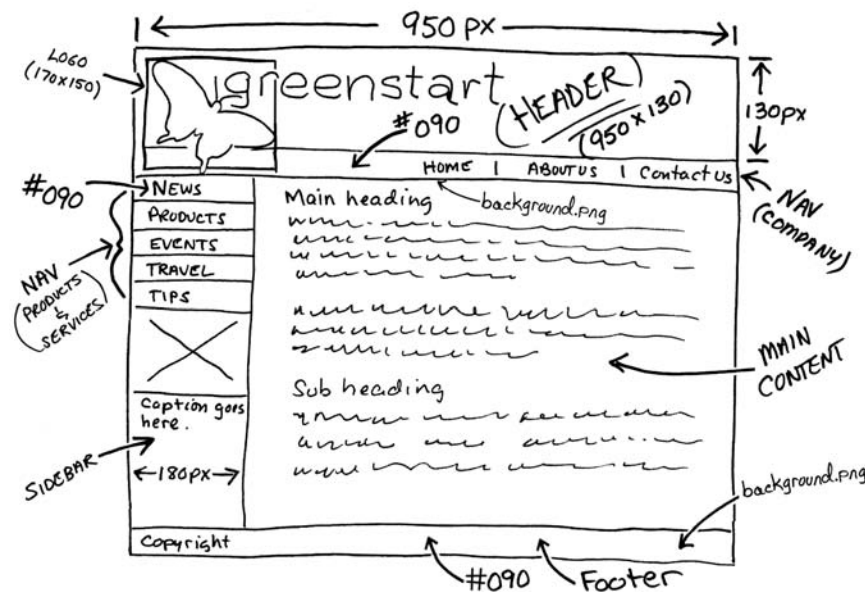 950 px
LOGO
(170x150)
greenstart
(HEADER)
(950 x 130)
130px
#090
HOME | ABOUT US | Contact Us
NAV
(COMPANY)
#090
NEWS
PRODUCTS
EVENTS
TRAVEL
TIPS
NAV
(PRODUCTS
&
SERVICES)
Main heading
background.png
MAIN
CONTENT
Sub heading
Caption goes
here.
SIDEBAR
180px
background.png
Copyright
#090
Footer